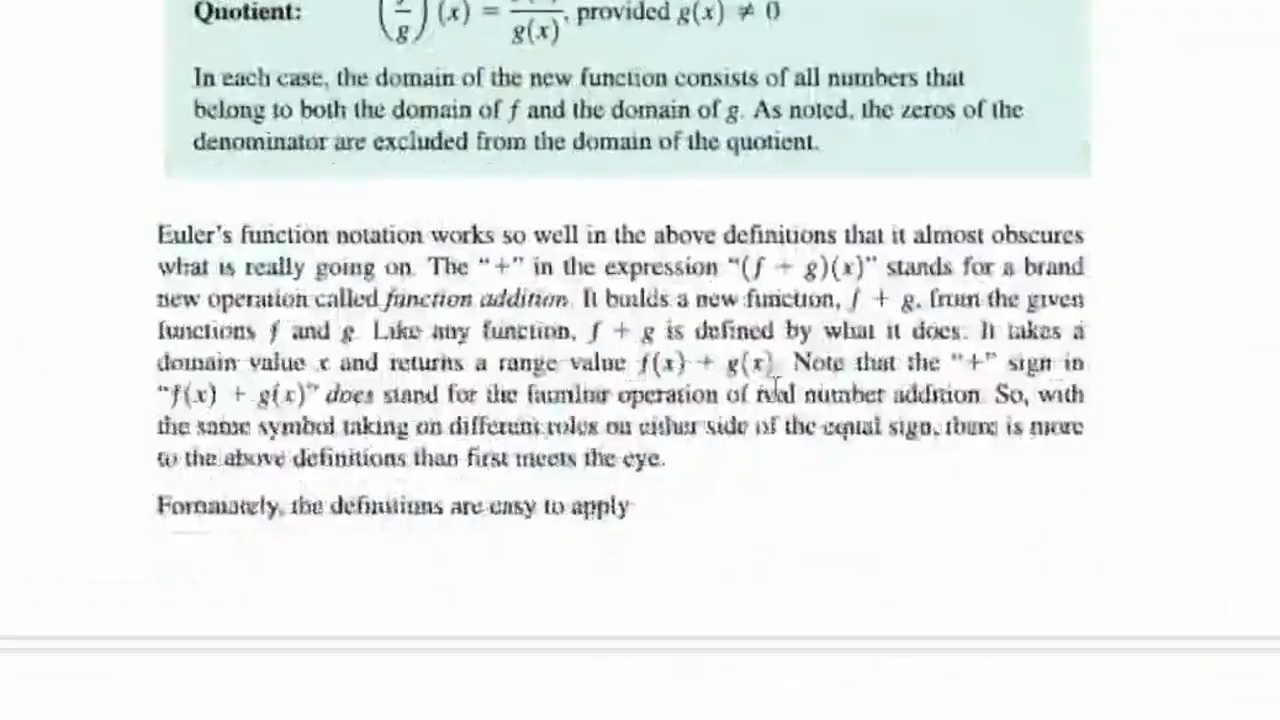 Quotient: (f/g)(x) = f(x)/g(x), provided g(x) ≠ 0
In each case, the domain of the new function consists of all numbers that
belong to both the domain of f and the domain of g. As noted, the zeros of the
denominator are excluded from the domain of the quotient.
Euler's function notation works so well in the above definitions that it almost obscures
what is really going on. The "+" in the expression "(f + g)(x)" stands for a brand
new operation called function addition. It builds a new function, f + g, from the given
functions f and g. Like any function, f + g is defined by what it does: It takes a
domain value x and returns a range value f(x) + g(x). Note that the "+" sign in
"f(x) + g(x)" does stand for the familiar operation of real number addition. So, with
the same symbol taking on different roles on either side of the equal sign, there is more
to the above definitions than first meets the eye.
Fortunately, the definitions are easy to apply